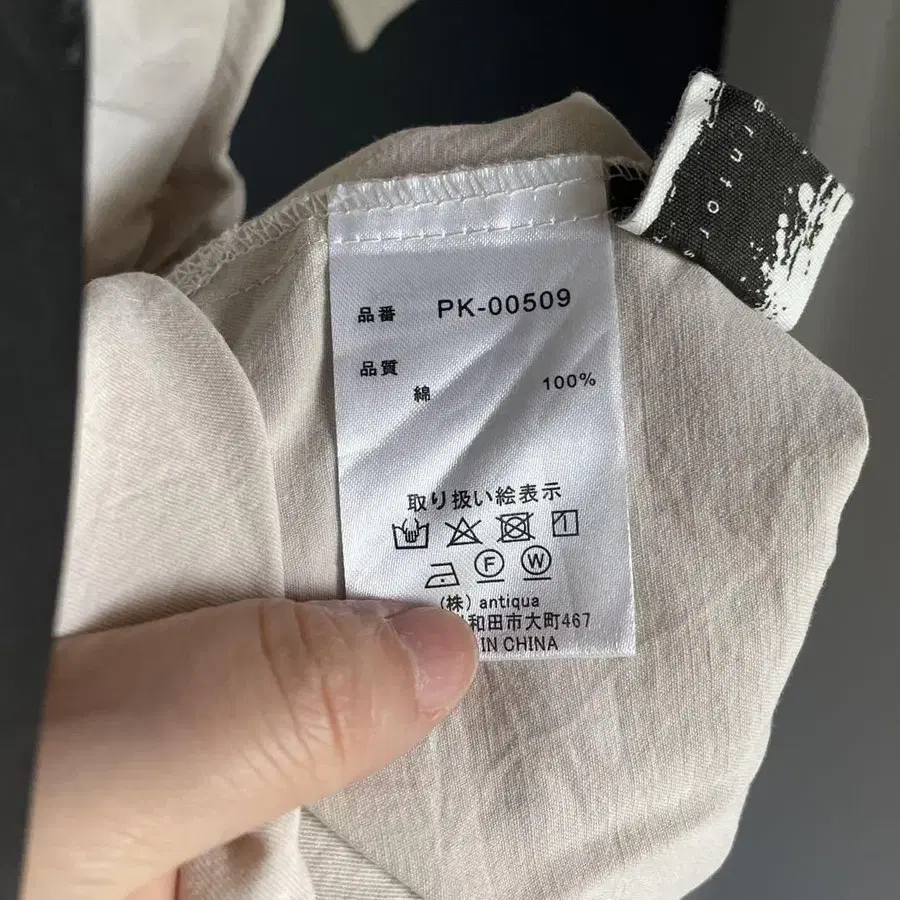 品番 PK-00509
品質
綿 100%
取り扱い絵表示
F W
(株) antiqua
和田市大町467
IN CHINA